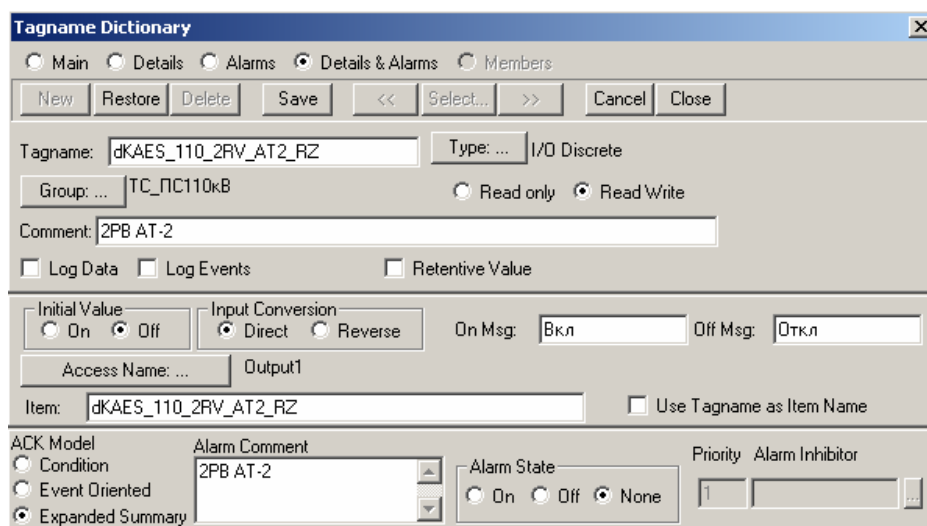 Tagname Dictionary
Main Details Alarms Details & Alarms Members
New Restore Delete Save << Select... >> Cancel Close
Tagname: dKAES_110_2RV_AT2_RZ Type: ... I/O Discrete
Group: ... ТС_ПС110кВ Read only Read Write
Comment: 2РВ АТ-2
Log Data Log Events Retentive Value
Initial Value Input Conversion
On Off Direct Reverse On Msg: Вкл Off Msg: Откл
Access Name: ... Output1
Item: dKAES_110_2RV_AT2_RZ Use Tagname as Item Name
ACK Model Alarm Comment Priority Alarm Inhibitor
Condition 2РВ АТ-2 Alarm State
Event Oriented On Off None 1 ...
Expanded Summary